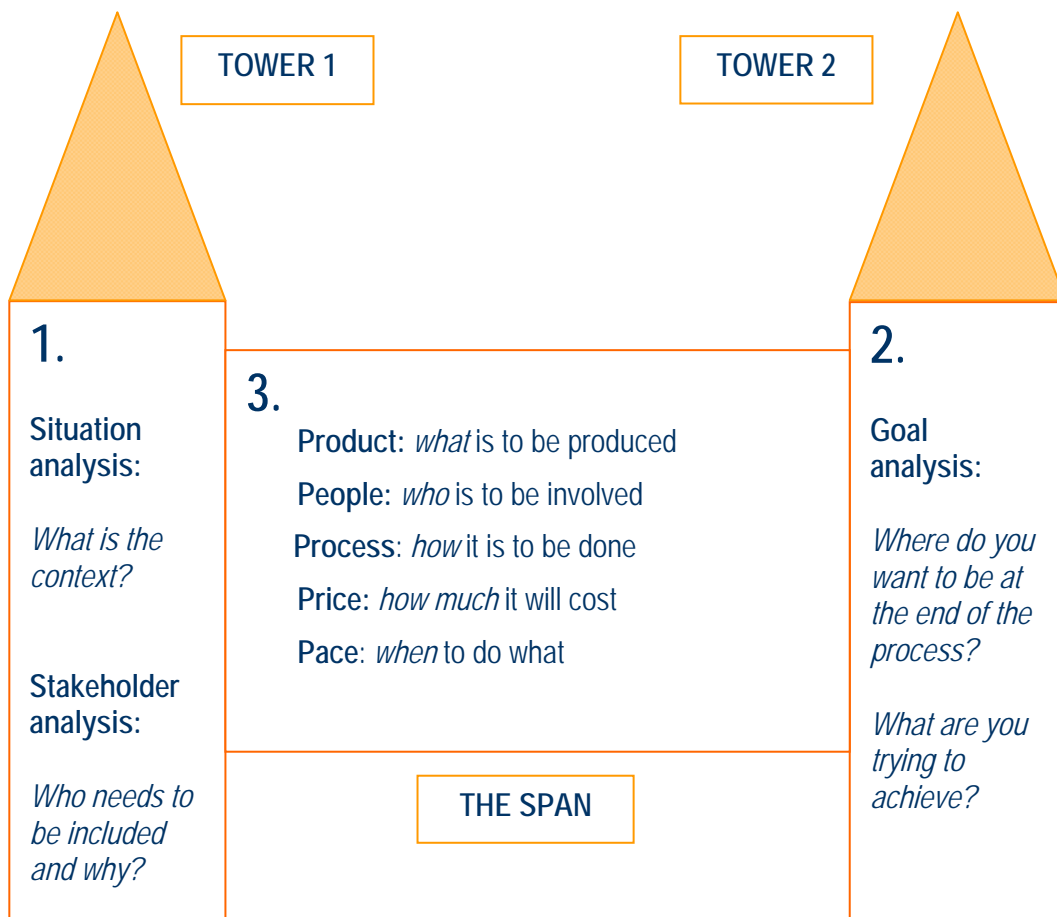 TOWER 1
TOWER 2
1.
Situation
analysis:
What is the
context?
Stakeholder
analysis:
Who needs to
be included
and why?
3.
Product: what is to be produced
People: who is to be involved
Process: how it is to be done
Price: how much it will cost
Pace: when to do what
THE SPAN
2.
Goal
analysis:
Where do you
want to be at
the end of the
process?
What are you
trying to
achieve?